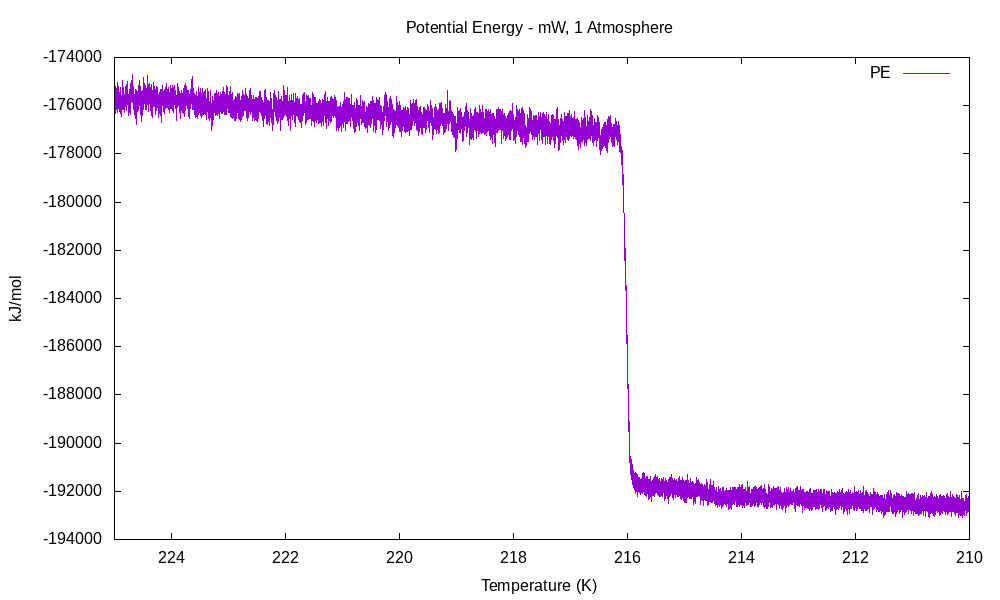 Potential Energy - mW, 1 Atmosphere
PE
-174000
-176000
-178000
-180000
-182000
-184000
-186000
-188000
-190000
-192000
-194000
kJ/mol
224 222 220 218 216 214 212 210
Temperature (K)